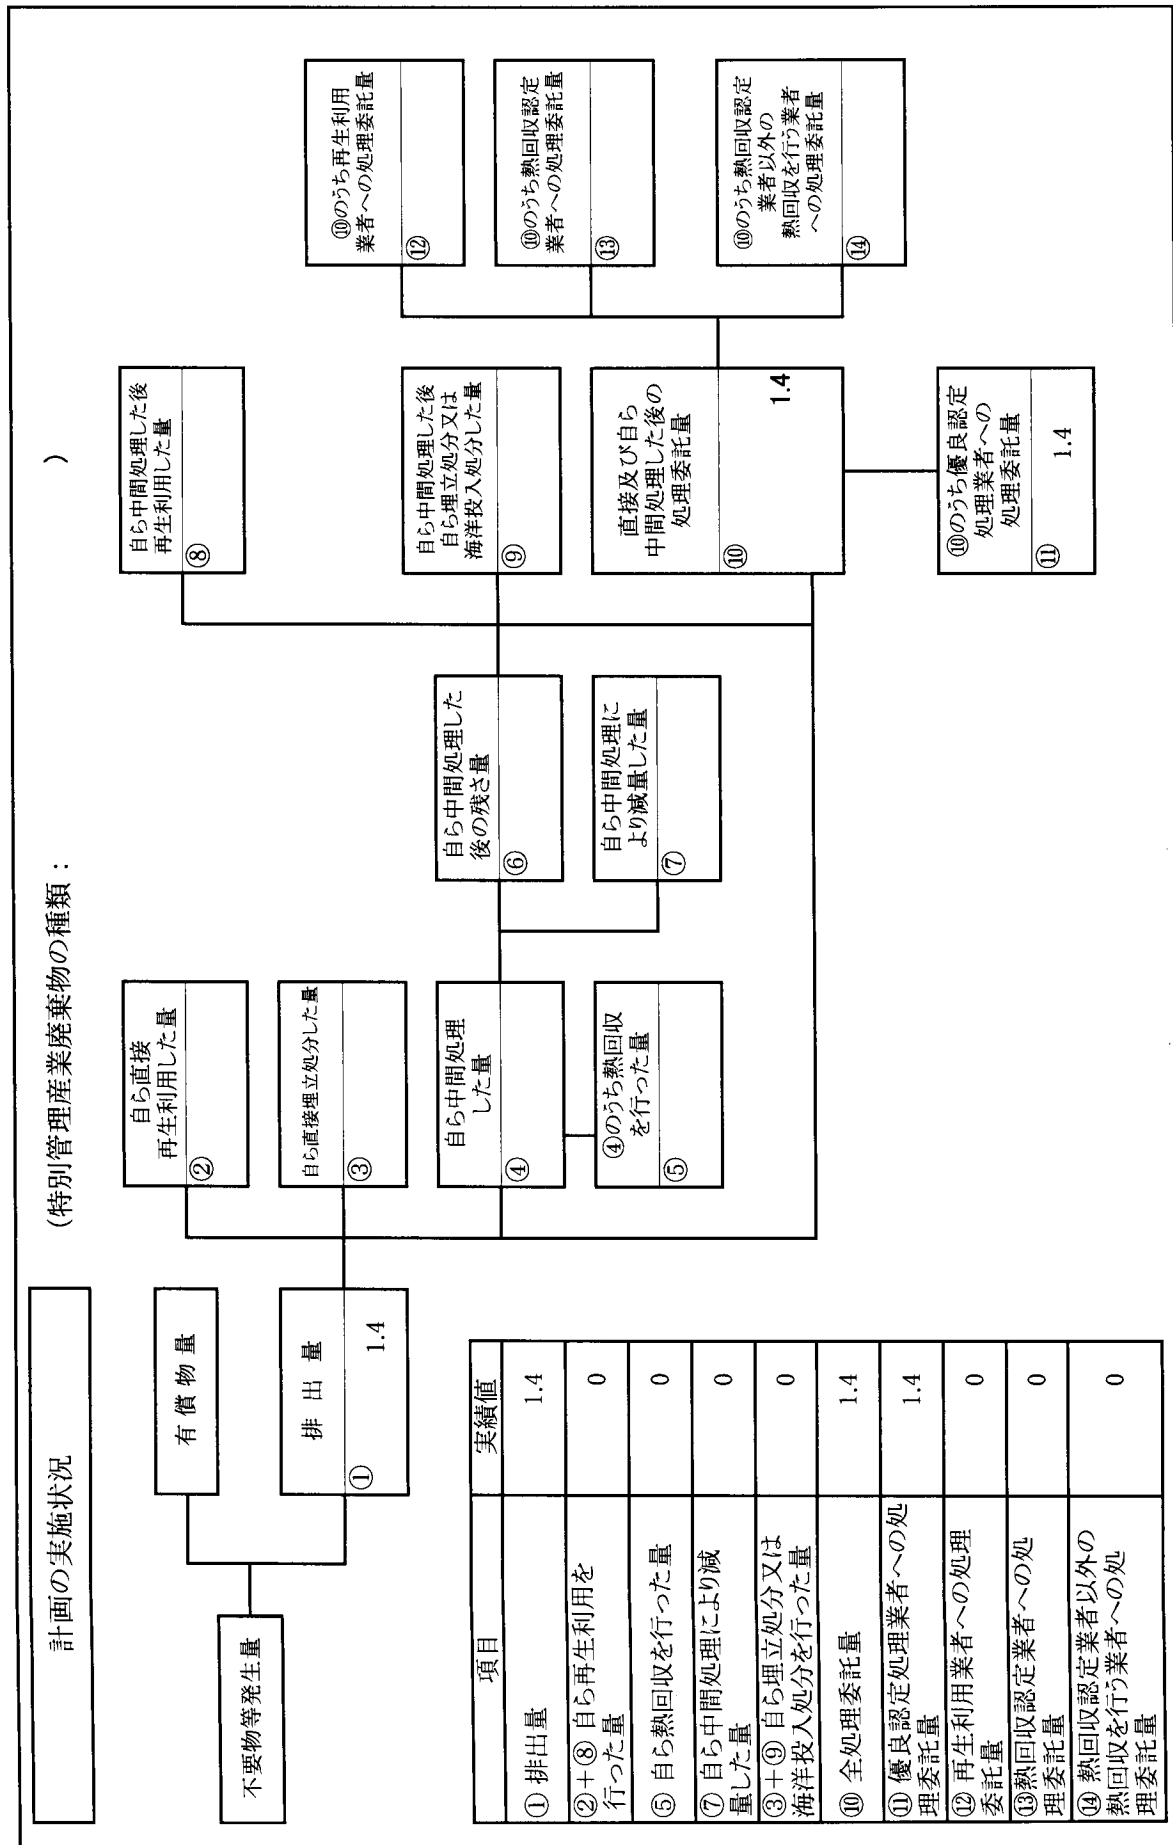 計画の実施状況
(特別管理産業廃棄物の種類:
)
不要物等発生量
有償物量
排出量
①
1.4
自ら直接
再生利用した量
②
自ら直接埋立処分した量
③
自ら中間処理
した量
④
④のうち熱回収
を行った量
⑤
自ら中間処理した
後の残さ量
⑥
自ら中間処理に
より減量した量
⑦
自ら中間処理した後
再生利用した量
⑧
自ら中間処理した後
自ら埋立処分又は
海洋投入処分した量
⑨
直接及び自ら
中間処理した後の
処理委託量
⑩
1.4
⑩のうち優良認定
処理業者への
処理委託量
⑪
1.4
⑩のうち再生利用
業者への処理委託量
⑫
⑩のうち熱回収認定
業者への処理委託量
⑬
⑩のうち熱回収認定
業者以外の
熱回収を行う業者
への処理委託量
⑭
項目 実績値
①排出量 1.4
②+⑧ 自ら再生利用を
行った量 0
⑤ 自ら熱回収を行った量 0
⑦ 自ら中間処理により減
量した量 0
③+⑨ 自ら埋立処分又は
海洋投入処分を行った量 0
⑩ 全処理委託量 1.4
⑪ 優良認定処理業者への処
理委託量 1.4
⑫ 再生利用業者への処理
委託量 0
⑬熱回収認定業者への処
理委託量 0
⑭ 熱回収認定業者以外の
熱回収を行う業者への処
理委託量 0